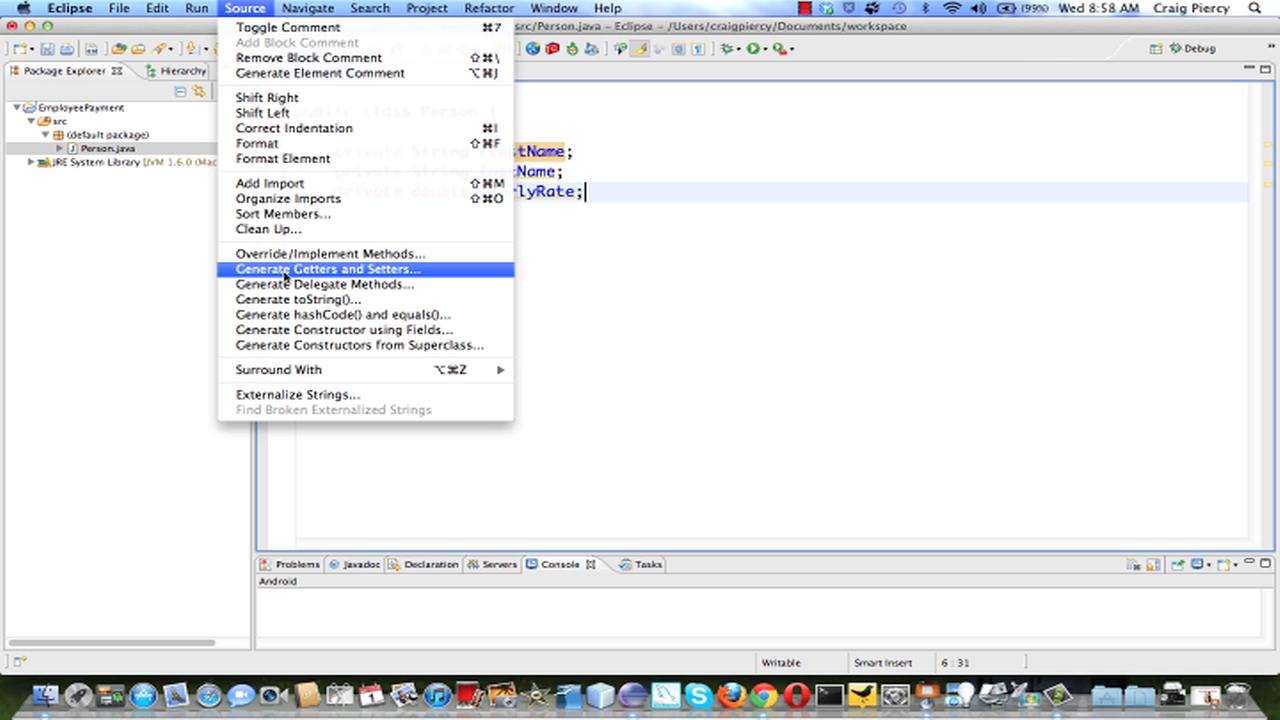 Eclipse File Edit Run Source Navigate Search Project Refactor Window Help (99%) Wed 8:58 AM Craig Piercy
src/Person.java – Eclipse – /Users/craigpiercy/Documents/workspace
Debug
Package Explorer Hierarchy
EmployeePayment
src
(default package)
Person.java
JRE System Library [JVM 1.6.0 (Mac
Toggle Comment ⌘7
Add Block Comment
Remove Block Comment ⇧⌘\
Generate Element Comment ⌥⌘J
Shift Right
Shift Left
Correct Indentation ⌘I
Format ⇧⌘F
Format Element
Add Import ⇧⌘M
Organize Imports ⇧⌘O
Sort Members...
Clean Up...
Override/Implement Methods...
Generate Getters and Setters...
Generate Delegate Methods...
Generate toString()...
Generate hashCode() and equals()...
Generate Constructor using Fields...
Generate Constructors from Superclass...
Surround With ⌥⌘Z
Externalize Strings...
Find Broken Externalized Strings
public class Person {
private String firstName;
private String lastName;
private double hourlyRate;
Problems Javadoc Declaration Servers Console Tasks
Android
Writable Smart Insert 6 : 31